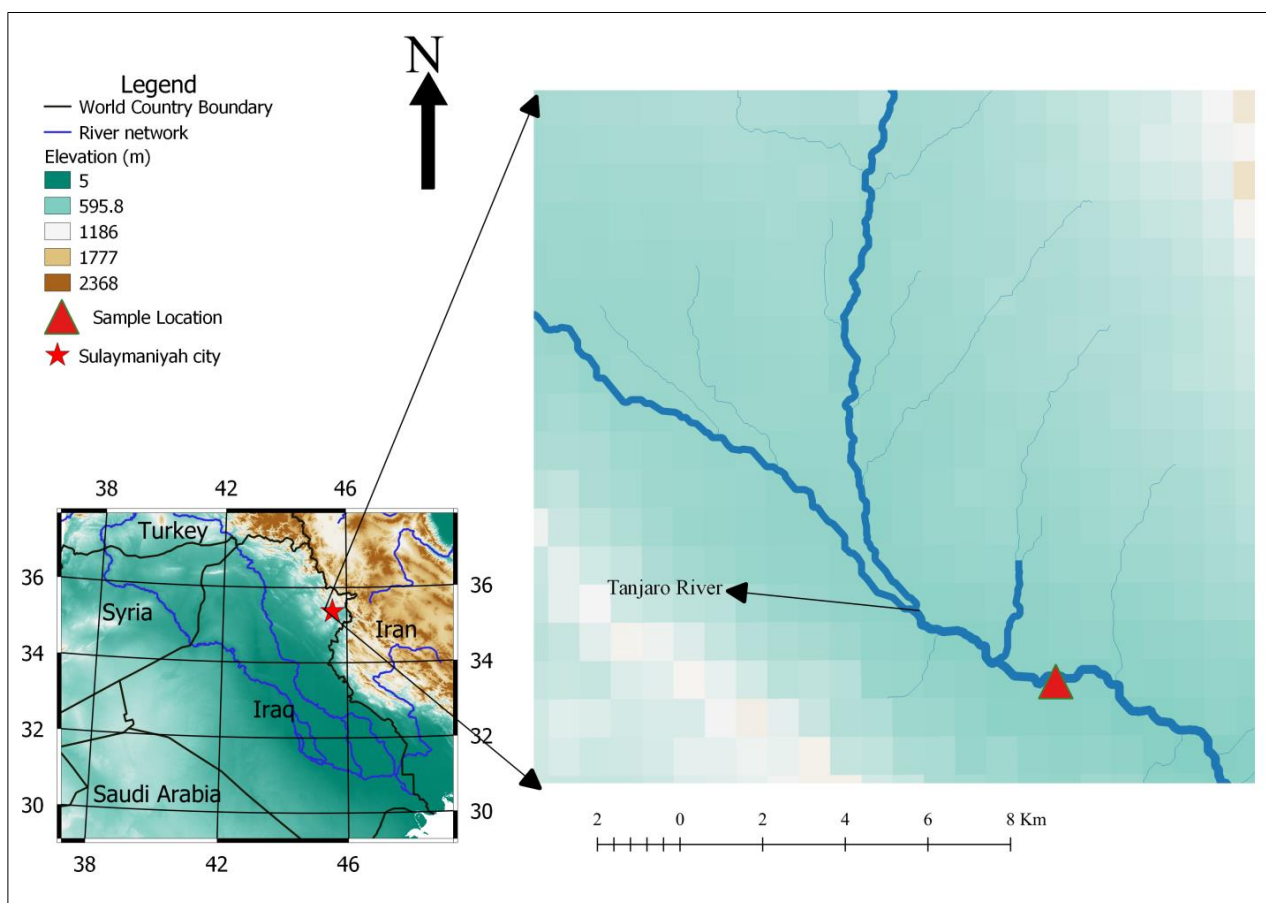 N
Legend
World Country Boundary
River network
Elevation (m)
5
595.8
1186
1777
2368
Sample Location
Sulaymaniyah city
38 42 46
Turkey
36 36
Syria
Iran
34 34
Iraq
32 32
Saudi Arabia
30 30
38 42 46
Tanjaro River
2 0 2 4 6 8 Km